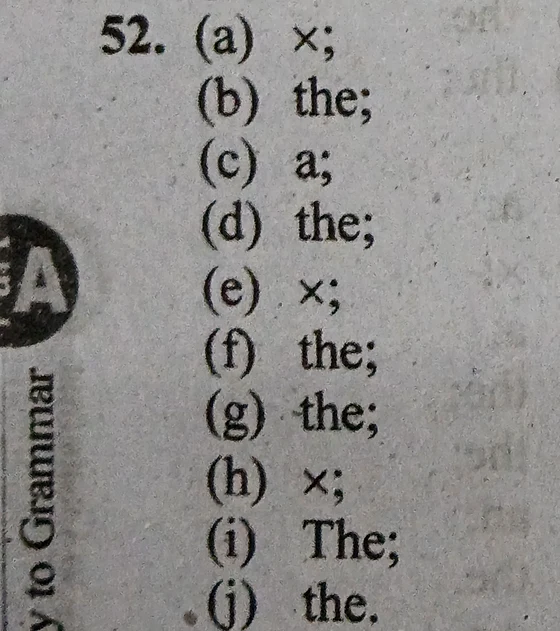 52. (a) ×;
(b) the;
(c) a;
(d) the;
(e) ×;
(f) the;
(g) the;
(h) ×;
(i) The;
(j) the.
A
y to Grammar